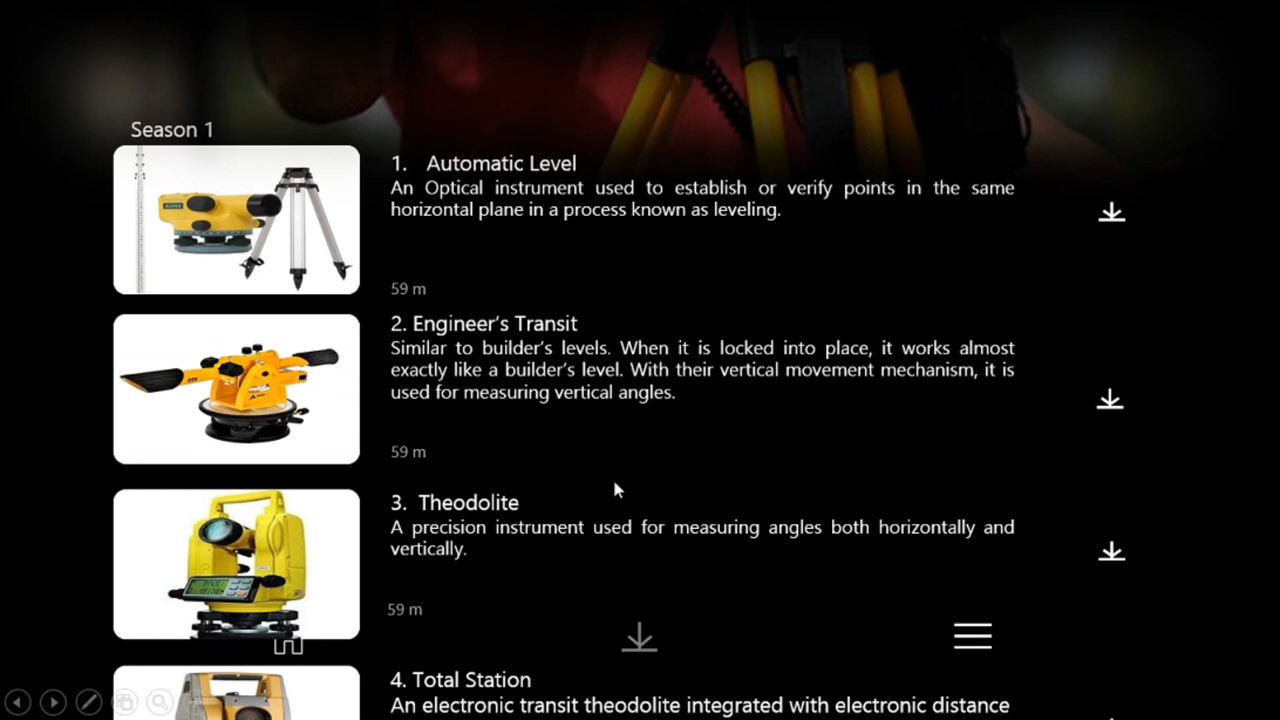 Season 1
1. Automatic Level
An Optical instrument used to establish or verify points in the same
horizontal plane in a process known as leveling.
59 m
2. Engineer's Transit
Similar to builder's levels. When it is locked into place, it works almost
exactly like a builder's level. With their vertical movement mechanism, it is
used for measuring vertical angles.
59 m
3. Theodolite
A precision instrument used for measuring angles both horizontally and
vertically.
59 m
4. Total Station
An electronic transit theodolite integrated with electronic distance